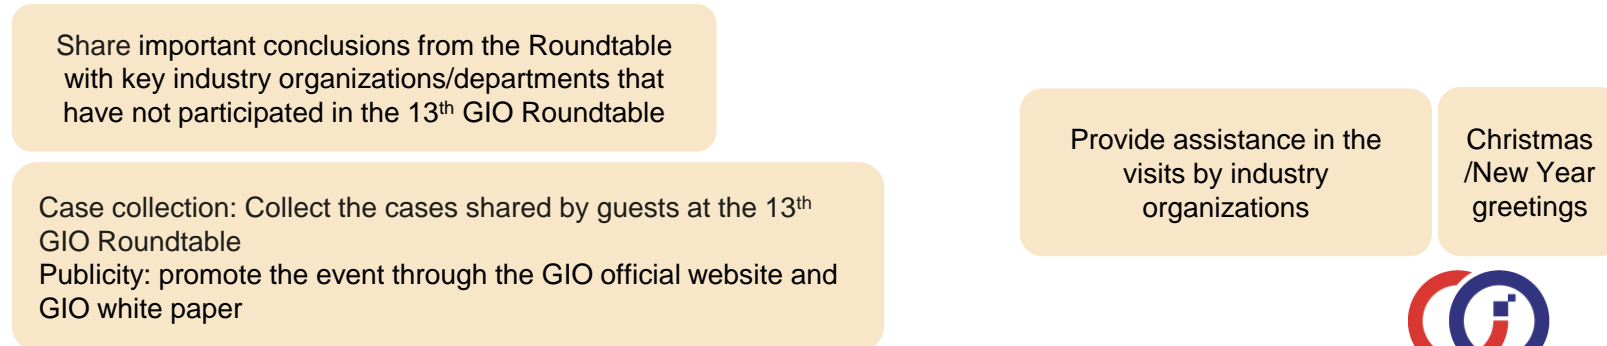 Share important conclusions from the Roundtable
with key industry organizations/departments that
have not participated in the 13th GIO Roundtable
Case collection: Collect the cases shared by guests at the 13th
GIO Roundtable
Publicity: promote the event through the GIO official website and
GIO white paper
Provide assistance in the
visits by industry
organizations
Christmas
/New Year
greetings